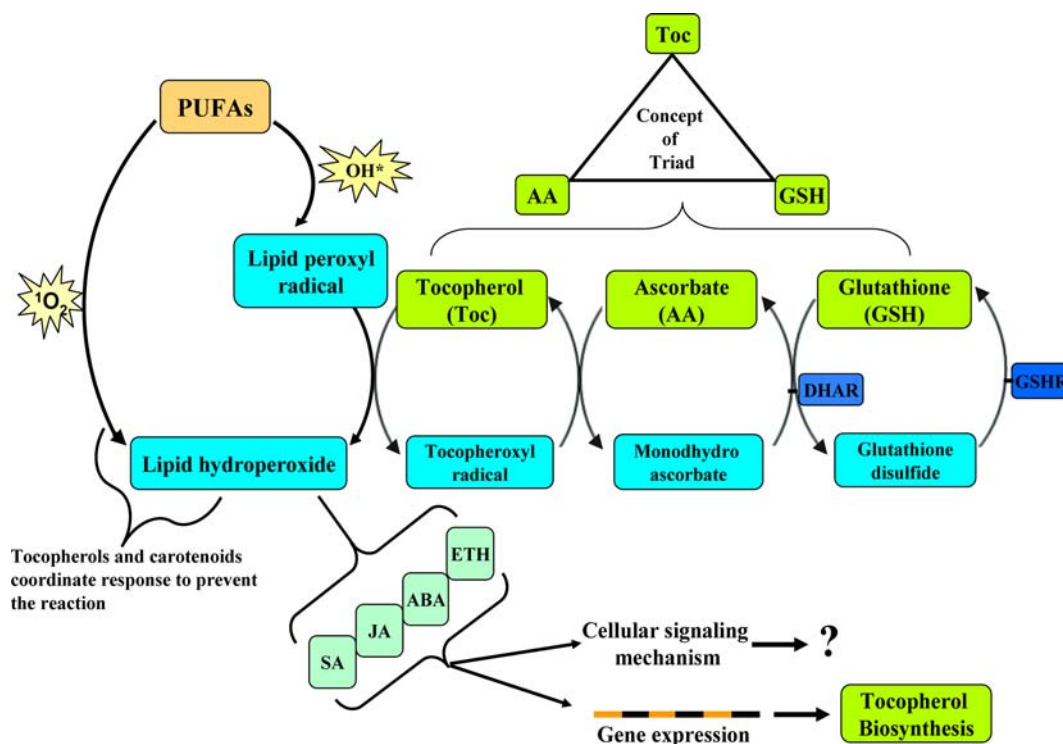 Toc
PUFAs
Concept
of
Triad
OH*
AA
GSH
Lipid peroxyl
radical
¹O₂
Tocopherol
(Toc)
Ascorbate
(AA)
Glutathione
(GSH)
DHAR
GSHR
Lipid hydroperoxide
Tocopheroxyl
radical
Monodhydro
ascorbate
Glutathione
disulfide
Tocopherols and carotenoids
coordinate response to prevent
the reaction
ETH
ABA
JA
SA
Cellular signaling
mechanism
?
Gene expression
Tocopherol
Biosynthesis